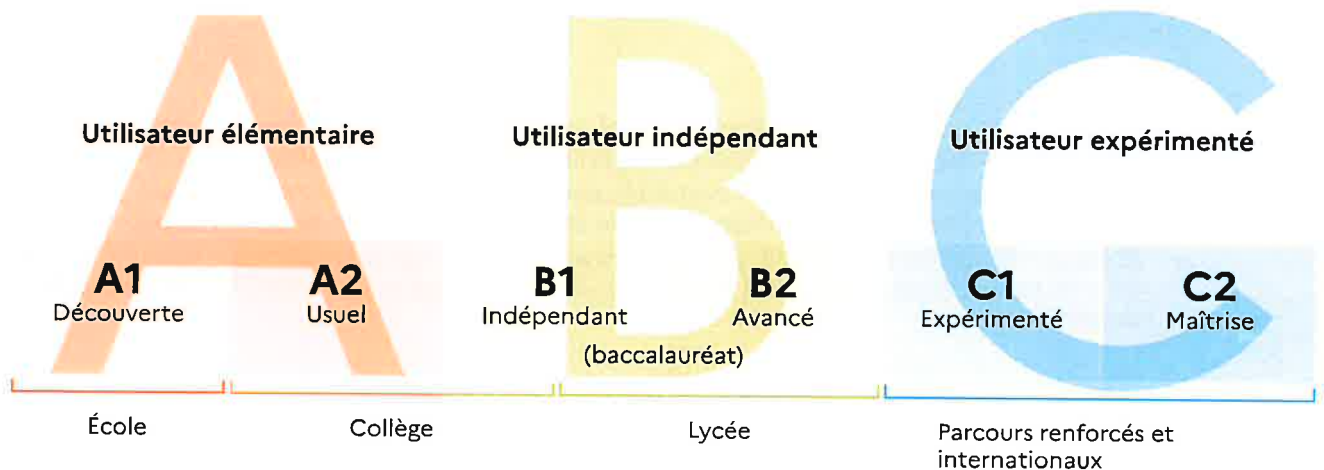 A
B
C
Utilisateur élémentaire
Utilisateur indépendant
Utilisateur expérimenté
A1
Découverte
A2
Usuel
B1
Indépendant
B2
Avancé
(baccalauréat)
C1
Expérimenté
C2
Maîtrise
École
Collège
Lycée
Parcours renforcés et
internationaux